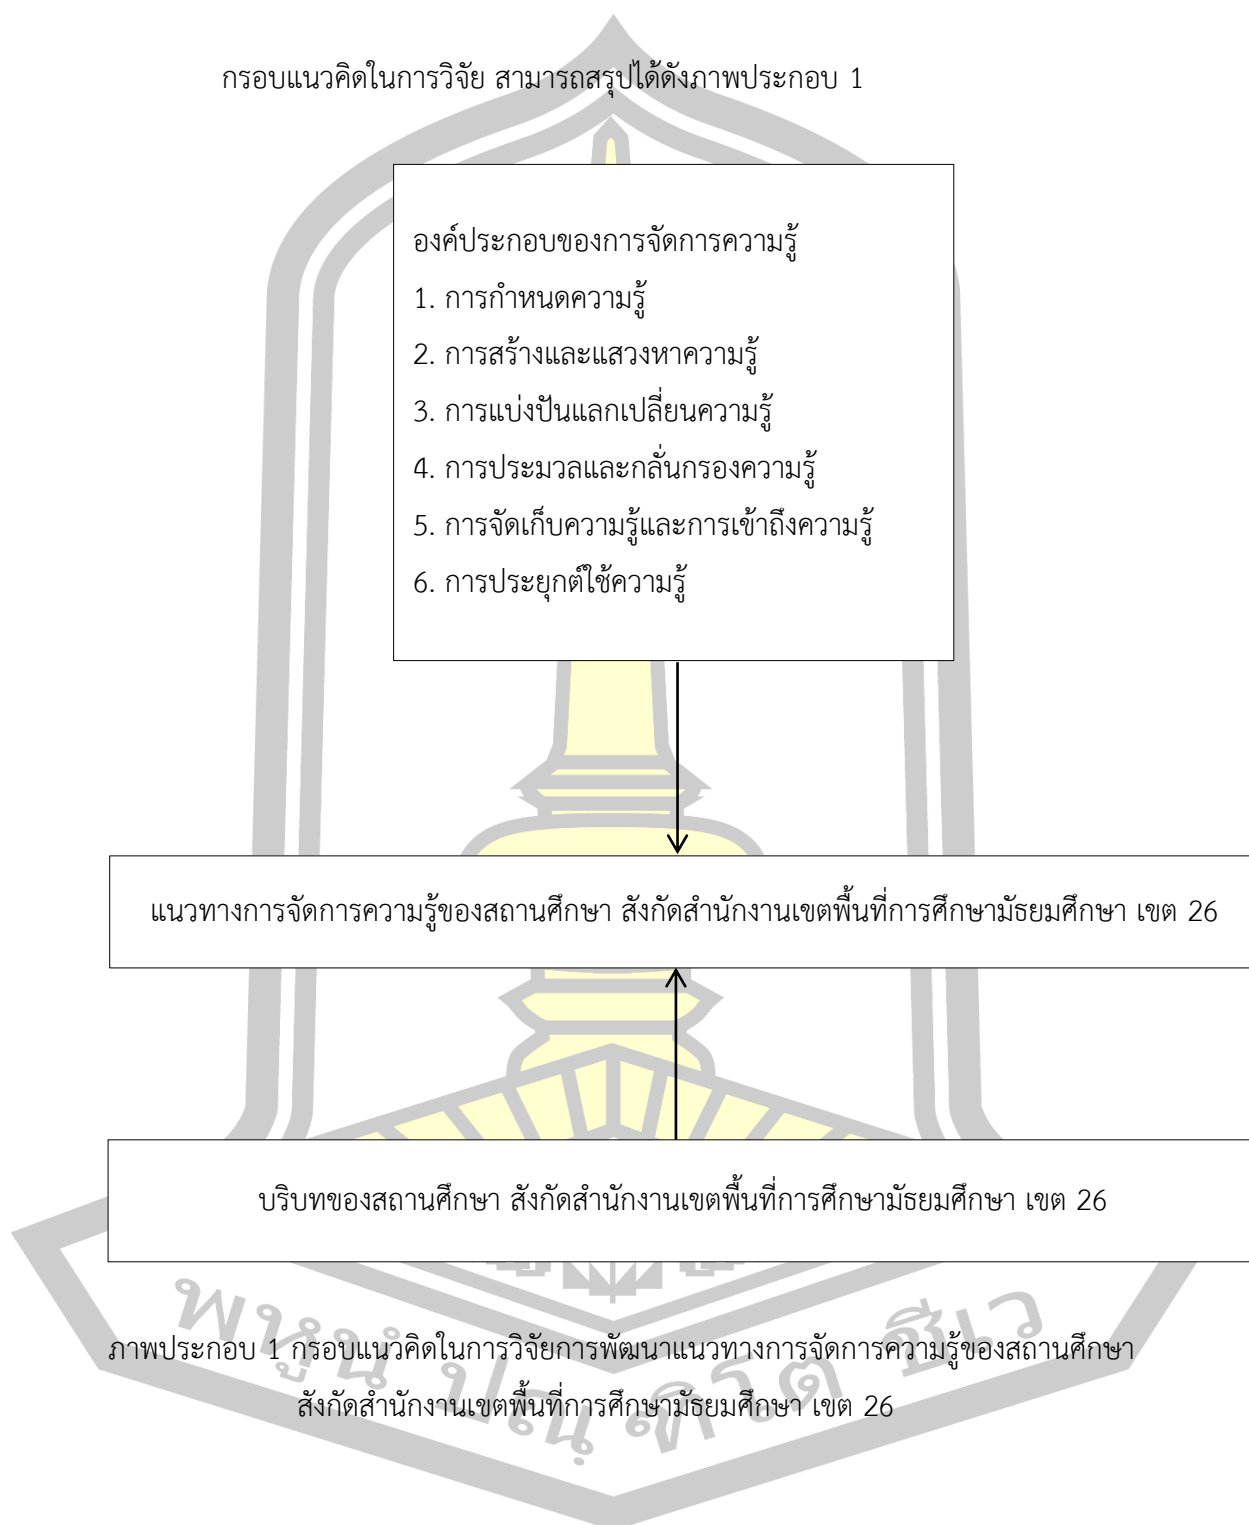 กรอบแนวคิดในการวิจัย สามารถสรุปได้ดังภาพประกอบ 1
องค์ประกอบของการจัดการความรู้
1. การกำหนดความรู้
2. การสร้างและแสวงหาความรู้
3. การแบ่งปันแลกเปลี่ยนความรู้
4. การประมวลและกลั่นกรองความรู้
5. การจัดเก็บความรู้และการเข้าถึงความรู้
6. การประยุกต์ใช้ความรู้
แนวทางการจัดการความรู้ของสถานศึกษา สังกัดสำนักงานเขตพื้นที่การศึกษามัธยมศึกษา เขต 26
บริบทของสถานศึกษา สังกัดสำนักงานเขตพื้นที่การศึกษามัธยมศึกษา เขต 26
พหูนํ ปณฺฑิโต ชีเว
ภาพประกอบ 1 กรอบแนวคิดในการวิจัยการพัฒนาแนวทางการจัดการความรู้ของสถานศึกษา
สังกัดสำนักงานเขตพื้นที่การศึกษามัธยมศึกษา เขต 26